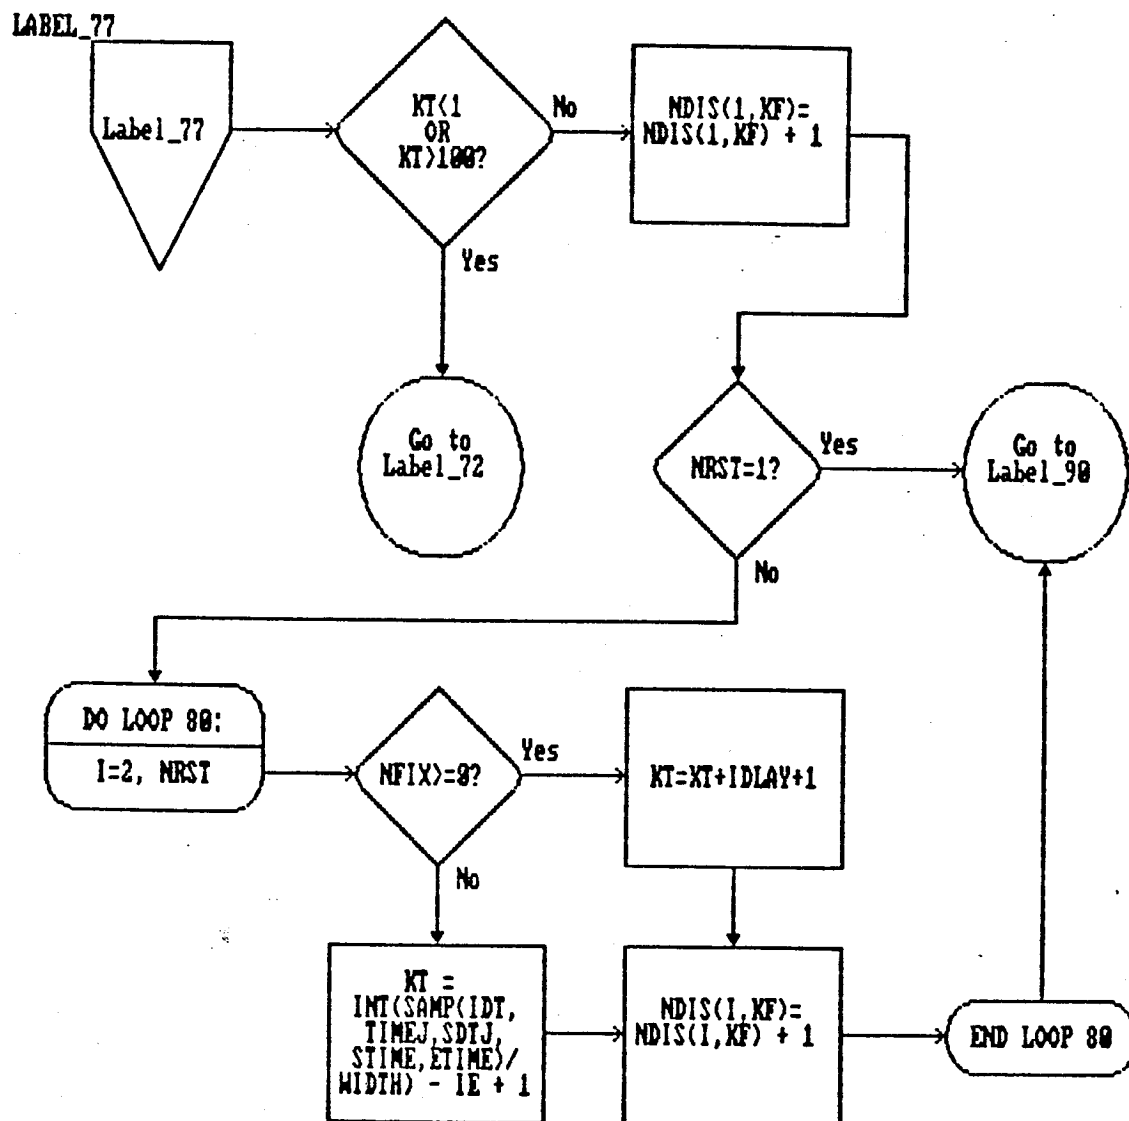 LABEL_77
Label_77
KT<1
OR
KT>100?
No
NDIS(1,KF)=
NDIS(1,KF) + 1
Yes
Go to
Label_72
NRST=1?
Yes
Go to
Label_90
No
DO LOOP 80:
I=2, NRST
NFIX>=0?
Yes
KT=KT+IDLAY+1
No
KT =
INT(SAMP(IDT,
TIMEJ,SDTJ,
STIME,ETIME)/
WIDTH) - IE + 1
NDIS(I,KF)=
NDIS(I,KF) + 1
END LOOP 80